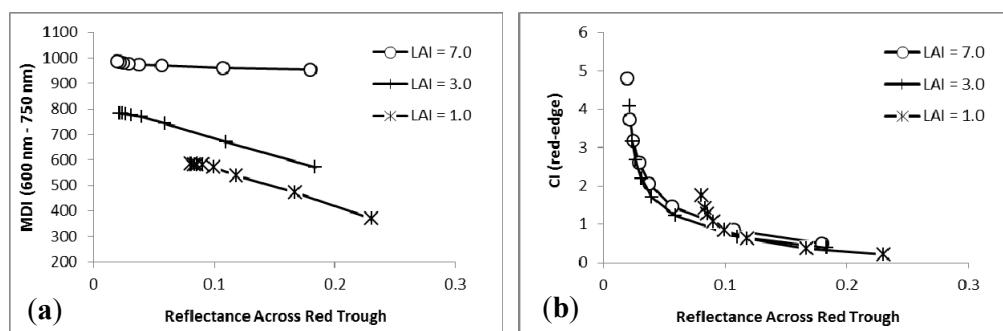 1100
1000
900
800
700
600
500
400
300
200
0
0.1
0.2
0.3
MDI (600 nm - 750 nm)
Reflectance Across Red Trough
LAI = 7.0
LAI = 3.0
LAI = 1.0
(a)
6
5
4
3
2
1
0
0
0.1
0.2
0.3
CI (red-edge)
Reflectance Across Red Trough
LAI = 7.0
LAI = 3.0
LAI = 1.0
(b)